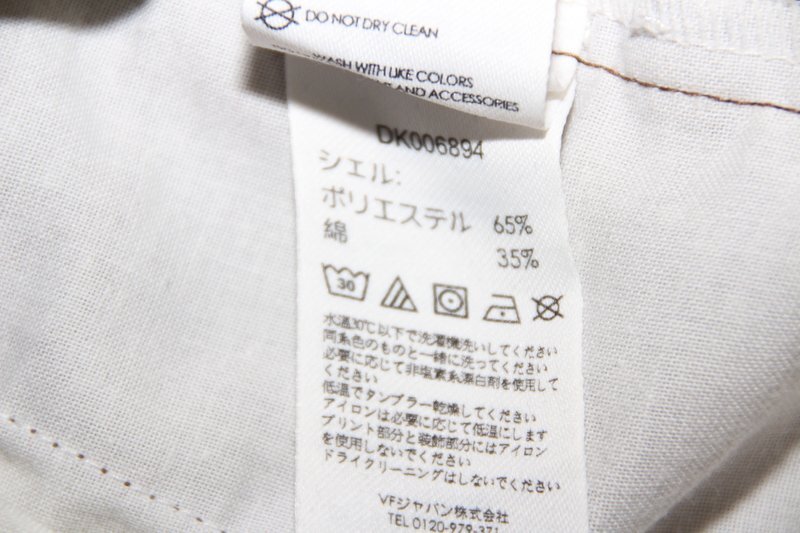 DO NOT DRY CLEAN
WASH WITH LIKE COLORS
AND ACCESSORIES
DK006894
シェル:
ポリエステル 65%
綿 35%
30
水温30℃以下で洗濯機洗いしてください
同系色のものと一緒に洗ってください
必要に応じて非塩素系漂白剤を使用して
ください
低温でタンブラー乾燥してください
アイロンは必要に応じて低温にします
プリント部分と装飾部分にはアイロン
を使用しないでください
ドライクリーニングはしないでください
VFジャパン株式会社
TEL 0120-979-371